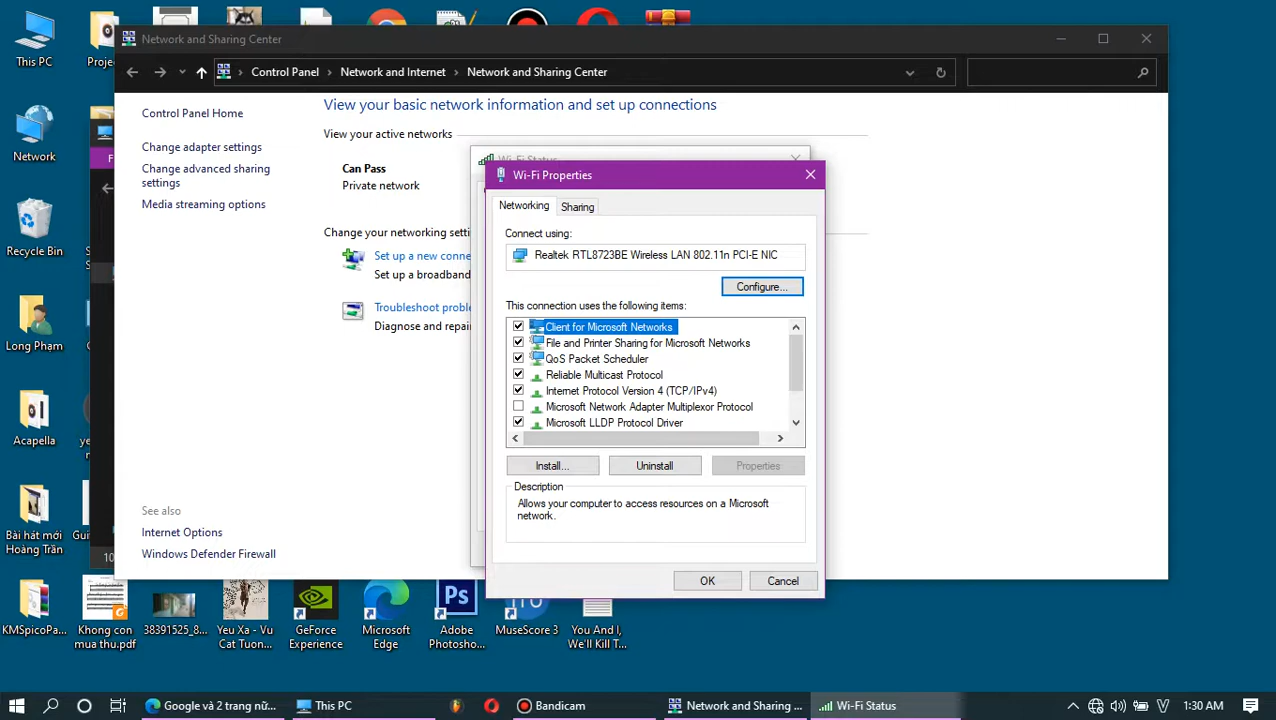 This PC
Proje
Network
Recycle Bin
Long Pham
Acapella
Bài hát mới
Hoàng Trần
Network and Sharing Center
Control Panel > Network and Internet > Network and Sharing Center
Control Panel Home
Change adapter settings
Change advanced sharing
settings
Media streaming options
See also
Internet Options
Windows Defender Firewall
View your basic network information and set up connections
View your active networks
Can Pass
Private network
Change your networking setti
Set up a new conne
Set up a broadband
Troubleshoot proble
Diagnose and repai
Wi-Fi Status
Wi-Fi Properties
Networking
Sharing
Connect using:
Realtek RTL8723BE Wireless LAN 802.11n PCI-E NIC
Configure...
This connection uses the following items:
Client for Microsoft Networks
File and Printer Sharing for Microsoft Networks
QoS Packet Scheduler
Reliable Multicast Protocol
Internet Protocol Version 4 (TCP/IPv4)
Microsoft Network Adapter Multiplexor Protocol
Microsoft LLDP Protocol Driver
Install...
Uninstall
Properties
Description
Allows your computer to access resources on a Microsoft
network.
OK
Cancel
KMSpicoPa...
Khong con
mua thu.pdf
38391525_8...
Yeu Xa - Vu
Cat Tuon...
GeForce
Experience
Microsoft
Edge
Ps
Adobe
Photosho...
MuseScore 3
You And I,
We'll Kill T...
Google và 2 trang nữ...
This PC
Bandicam
Network and Sharing ...
Wi-Fi Status
V
1:30 AM